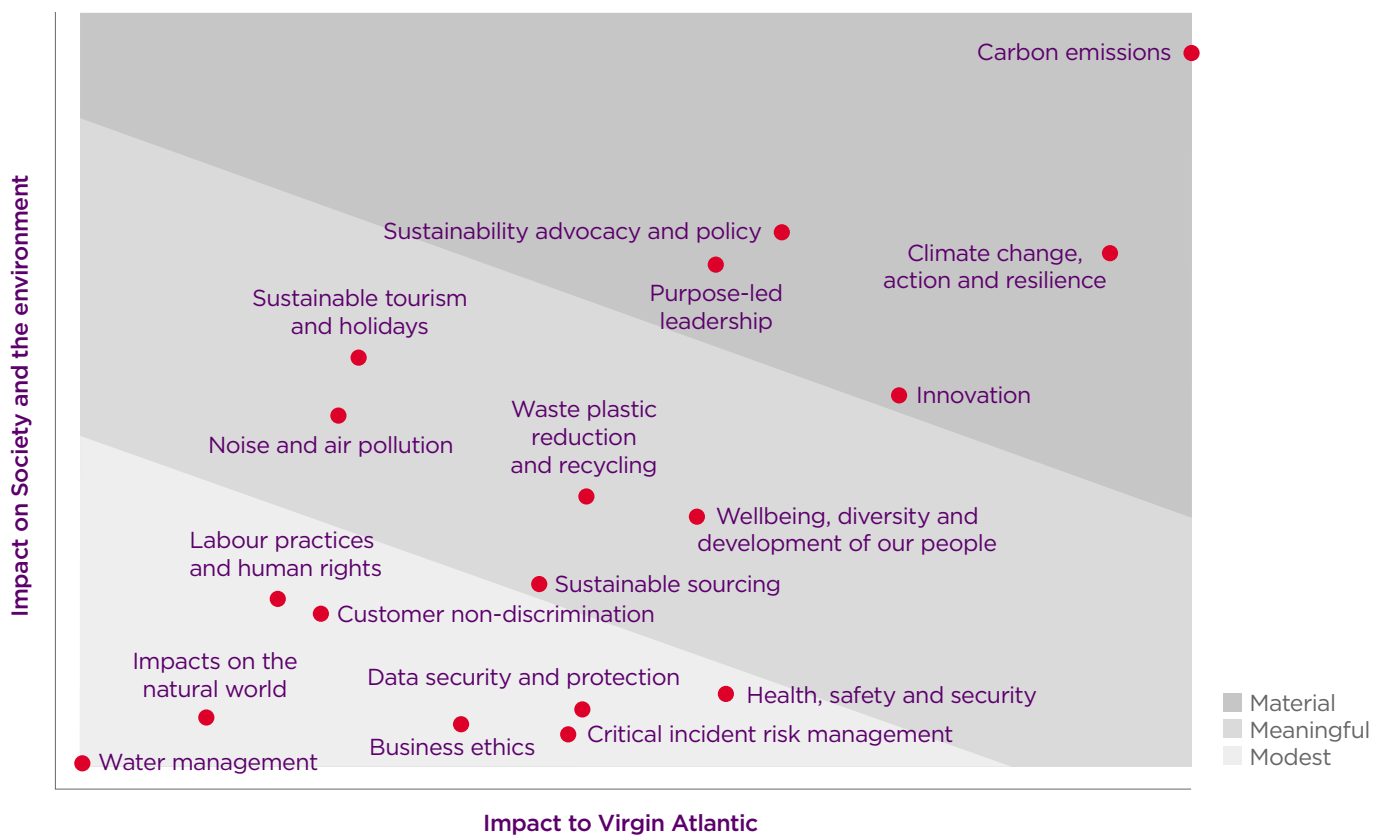 Impact on Society and the environment
Carbon emissions
Sustainability advocacy and policy
Climate change,
action and resilience
Purpose-led
leadership
Sustainable tourism
and holidays
Innovation
Noise and air pollution
Waste plastic
reduction
and recycling
Wellbeing, diversity and
development of our people
Labour practices
and human rights
Sustainable sourcing
Customer non-discrimination
Impacts on the
natural world
Data security and protection
Health, safety and security
Business ethics
Critical incident risk management
Water management
Material
Meaningful
Modest
Impact to Virgin Atlantic